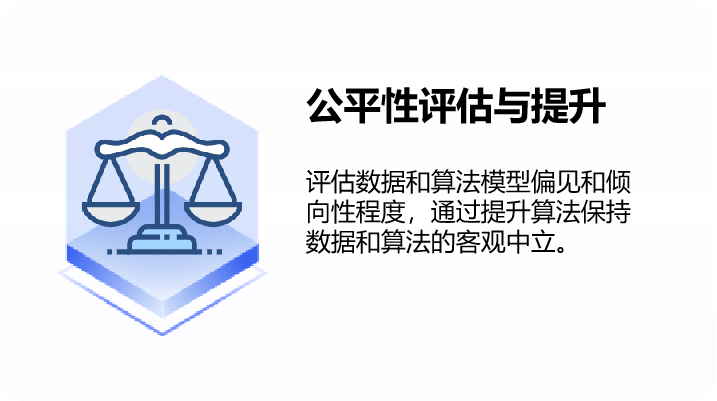 公平性评估与提升
评估数据和算法模型偏见和倾
向性程度，通过提升算法保持
数据和算法的客观中立。